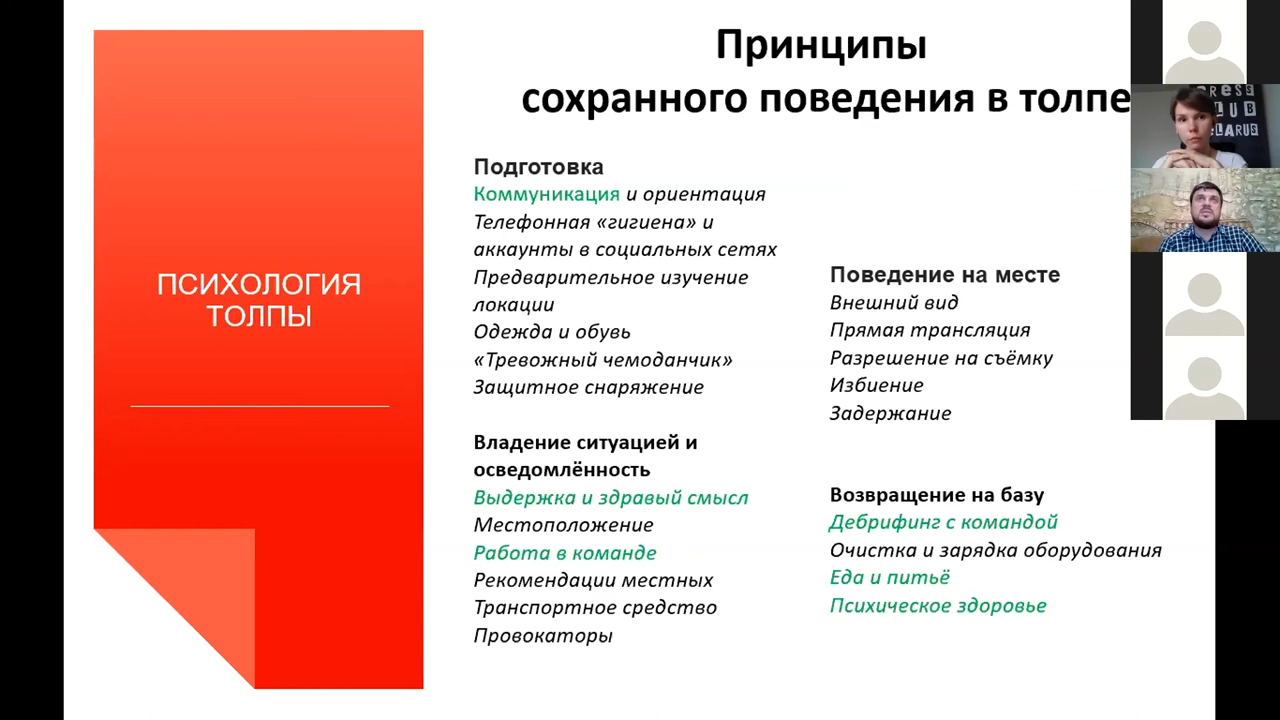 Принципы
сохранного поведения в толпе
ПСИХОЛОГИЯ
ТОЛПЫ
Подготовка
Коммуникация и ориентация
Телефонная «гигиена» и
аккаунты в социальных сетях
Предварительное изучение
локации
Одежда и обувь
«Тревожный чемоданчик»
Защитное снаряжение
Владение ситуацией и
осведомлённость
Выдержка и здравый смысл
Местоположение
Работа в команде
Рекомендации местных
Транспортное средство
Провокаторы
Поведение на месте
Внешний вид
Прямая трансляция
Разрешение на съёмку
Избиение
Задержание
Возвращение на базу
Дебрифинг с командой
Очистка и зарядка оборудования
Еда и питьё
Психическое здоровье
RESS
LUB
ELARUS